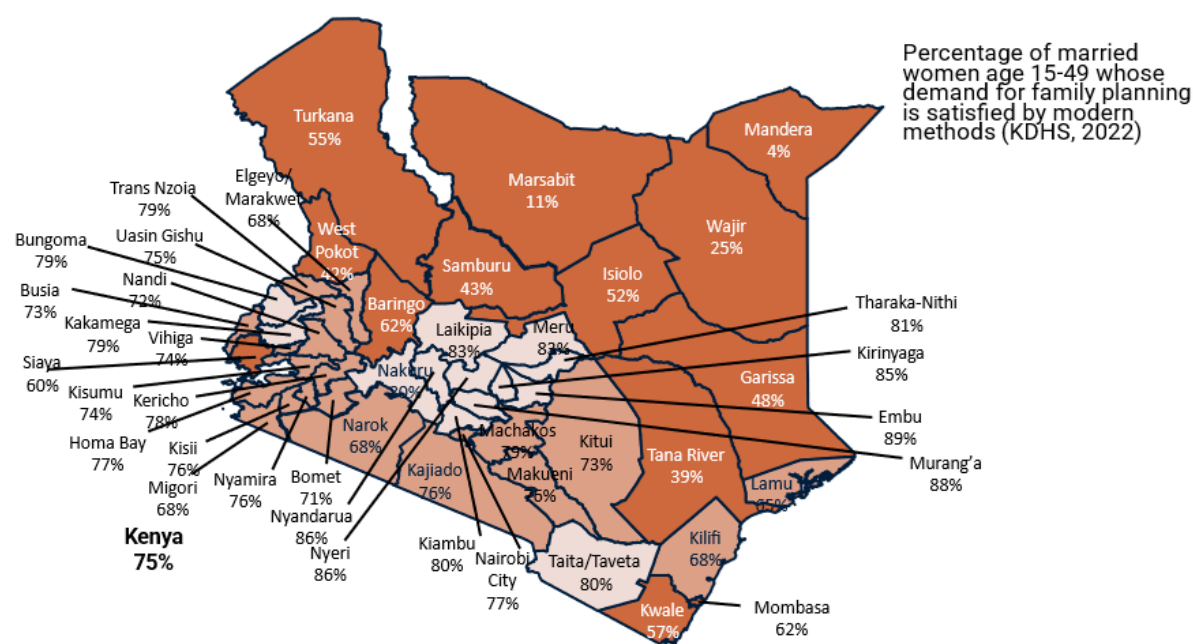 Percentage of married
women age 15-49 whose
demand for family planning
is satisfied by modern
methods (KDHS, 2022)
Turkana
55%
Mandera
4%
Marsabit
11%
Wajir
25%
Elgeyo/
Marakwet
68%
Trans Nzoia
79%
West
Pokot
42%
Uasin Gishu
75%
Bungoma
79%
Samburu
43%
Isiolo
52%
Nandi
72%
Busia
73%
Baringo
62%
Tharaka-Nithi
81%
Kakamega
79%
Laikipia
83%
Meru
83%
Vihiga
74%
Kirinyaga
85%
Siaya
60%
Nakuru
80%
Garissa
48%
Kisumu
74%
Kericho
78%
Embu
89%
Homa Bay
77%
Kisii
76%
Narok
68%
Machakos
79%
Kitui
73%
Tana River
39%
Murang’a
88%
Kajiado
76%
Makueni
76%
Lamu
65%
Migori
68%
Nyamira
76%
Bomet
71%
Nyandarua
86%
Kenya
75%
Nyeri
86%
Kiambu
80%
Nairobi
City
77%
Taita/Taveta
80%
Kilifi
68%
Kwale
57%
Mombasa
62%